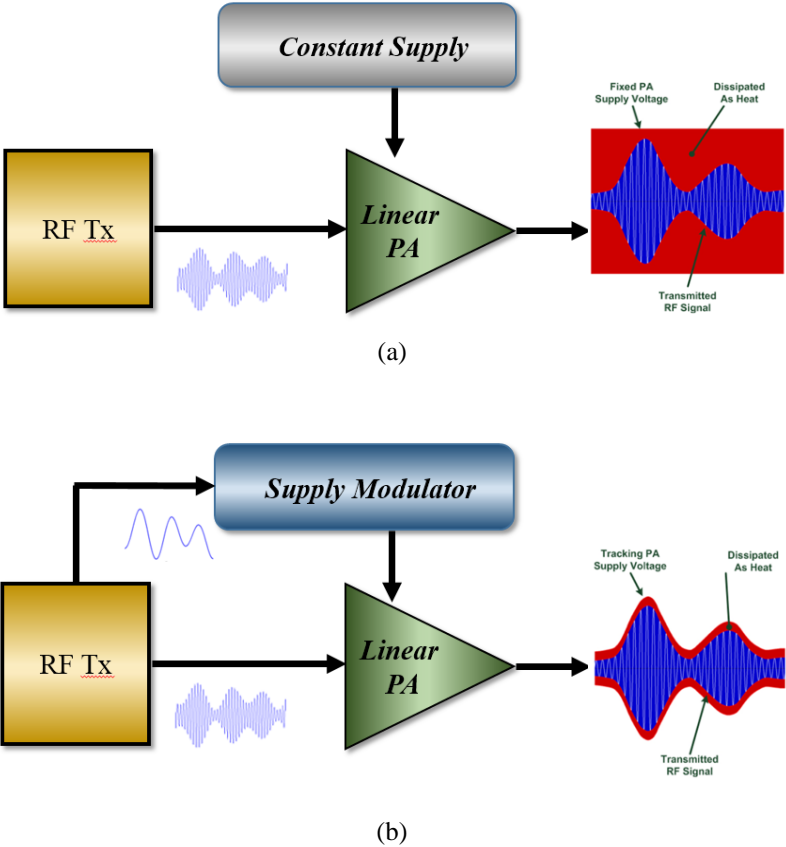 Constant Supply
Fixed PA
Supply Voltage
Dissipated
As Heat
RF Tx
Linear
PA
Transmitted
RF Signal
(a)
Supply Modulator
Tracking PA
Supply Voltage
Dissipated
As Heat
RF Tx
Linear
PA
Transmitted
RF Signal
(b)